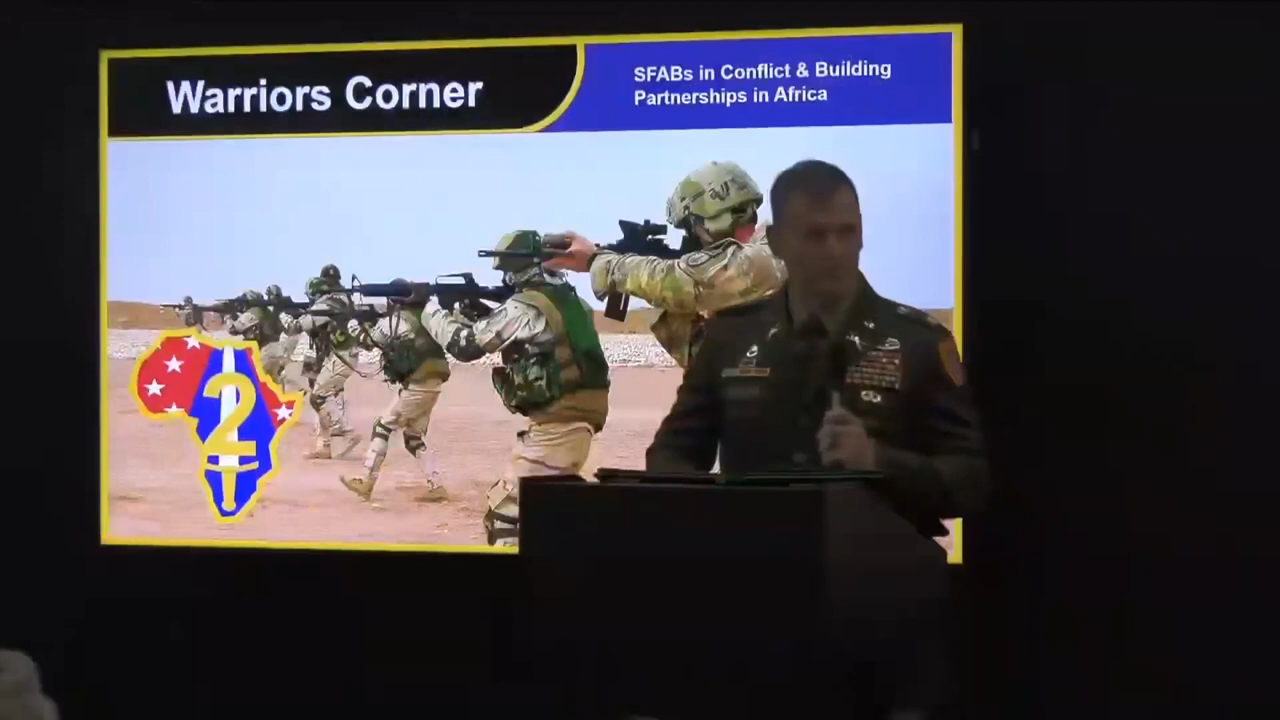 Warriors Corner
SFABs in Conflict & Building
Partnerships in Africa
2